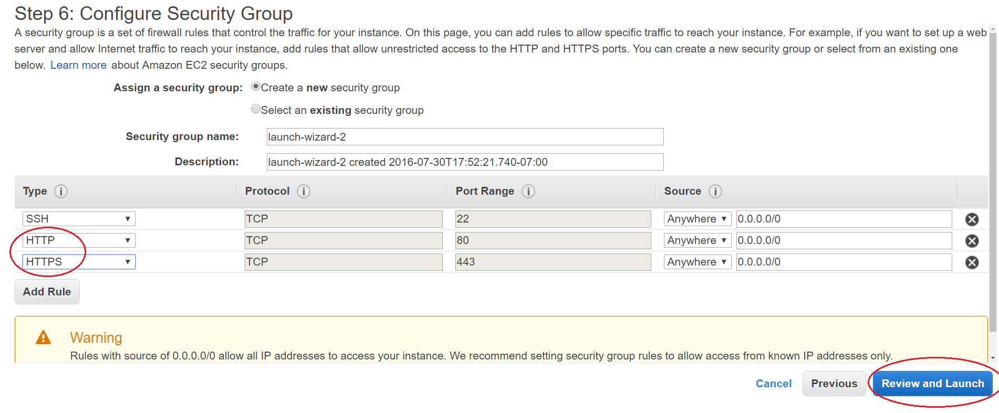 Step 6: Configure Security Group
A security group is a set of firewall rules that control the traffic for your instance. On this page, you can add rules to allow specific traffic to reach your instance. For example, if you want to set up a web
server and allow Internet traffic to reach your instance, add rules that allow unrestricted access to the HTTP and HTTPS ports. You can create a new security group or select from an existing one
below. Learn more about Amazon EC2 security groups.
Assign a security group: Create a new security group
Select an existing security group
Security group name: launch-wizard-2
Description: launch-wizard-2 created 2016-07-30T17:52:21.740-07:00
Type i Protocol i Port Range i Source i
SSH TCP 22 Anywhere 0.0.0.0/0
HTTP TCP 80 Anywhere 0.0.0.0/0
HTTPS TCP 443 Anywhere 0.0.0.0/0
Add Rule
Warning
Rules with source of 0.0.0.0/0 allow all IP addresses to access your instance. We recommend setting security group rules to allow access from known IP addresses only.
Cancel Previous Review and Launch